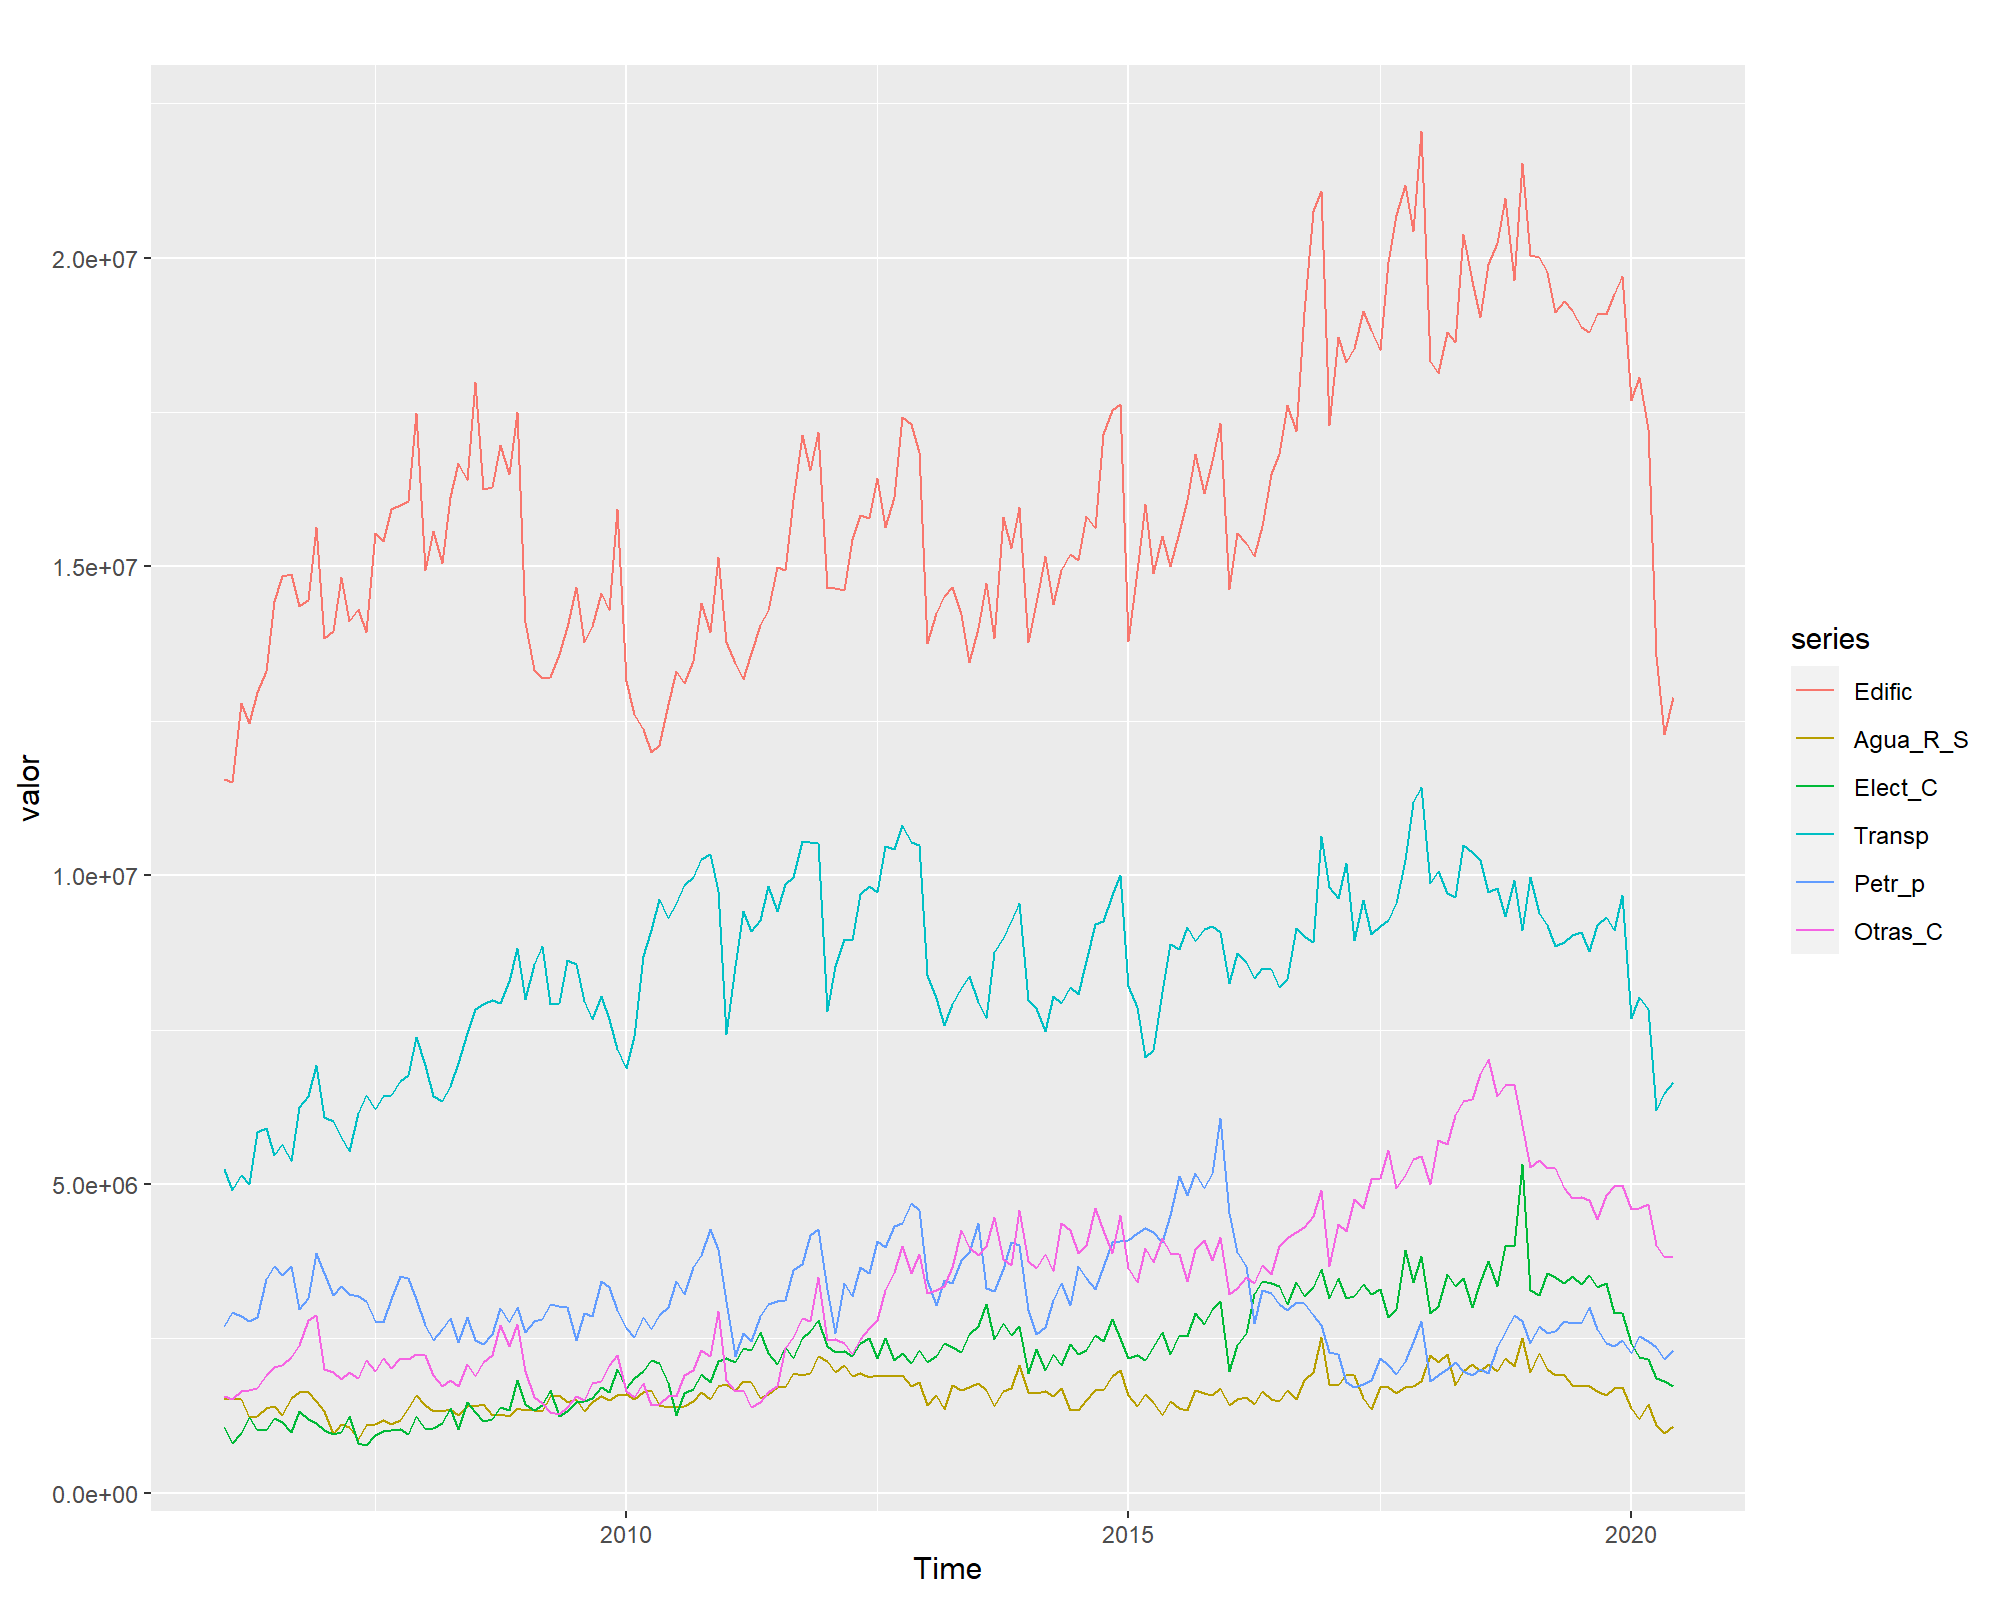 2.0e+07
1.5e+07
1.0e+07
5.0e+06
0.0e+00
valor
2010 2015 2020
Time
series
Edific
Agua_R_S
Elect_C
Transp
Petr_p
Otras_C